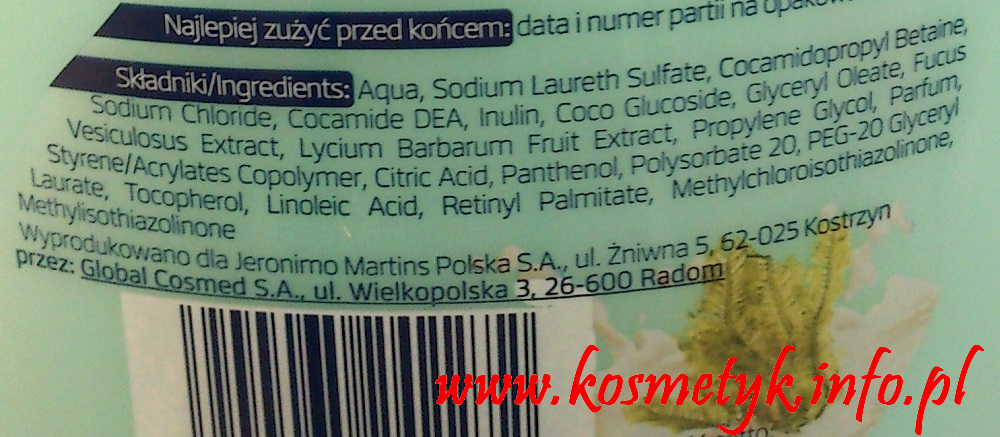 Najlepiej zużyć przed końcem: data i numer partii na
Składniki/Ingredients: Aqua, Sodium Laureth Sulfate, Cocamidopropyl Betaine,
Sodium Chloride, Cocamide DEA, Inulin, Coco Glucoside, Glyceryl Oleate, Fucus
Vesiculosus Extract, Lycium Barbarum Fruit Extract, Propylene Glycol, Parfum,
Styrene/Acrylates Copolymer, Citric Acid, Panthenol, Polysorbate 20, PEG-20 Glyceryl
Laurate, Tocopherol, Linoleic Acid, Retinyl Palmitate, Methylchloroisothiazolinone,
Methylisothiazolinone
Wyprodukowano dla Jeronimo Martins Polska S.A., ul. Żniwna 5, 62-025 Kostrzyn
przez: Global Cosmed S.A., ul. Wielkopolska 3, 26-600 Radom
www.kosmetyk.info.pl